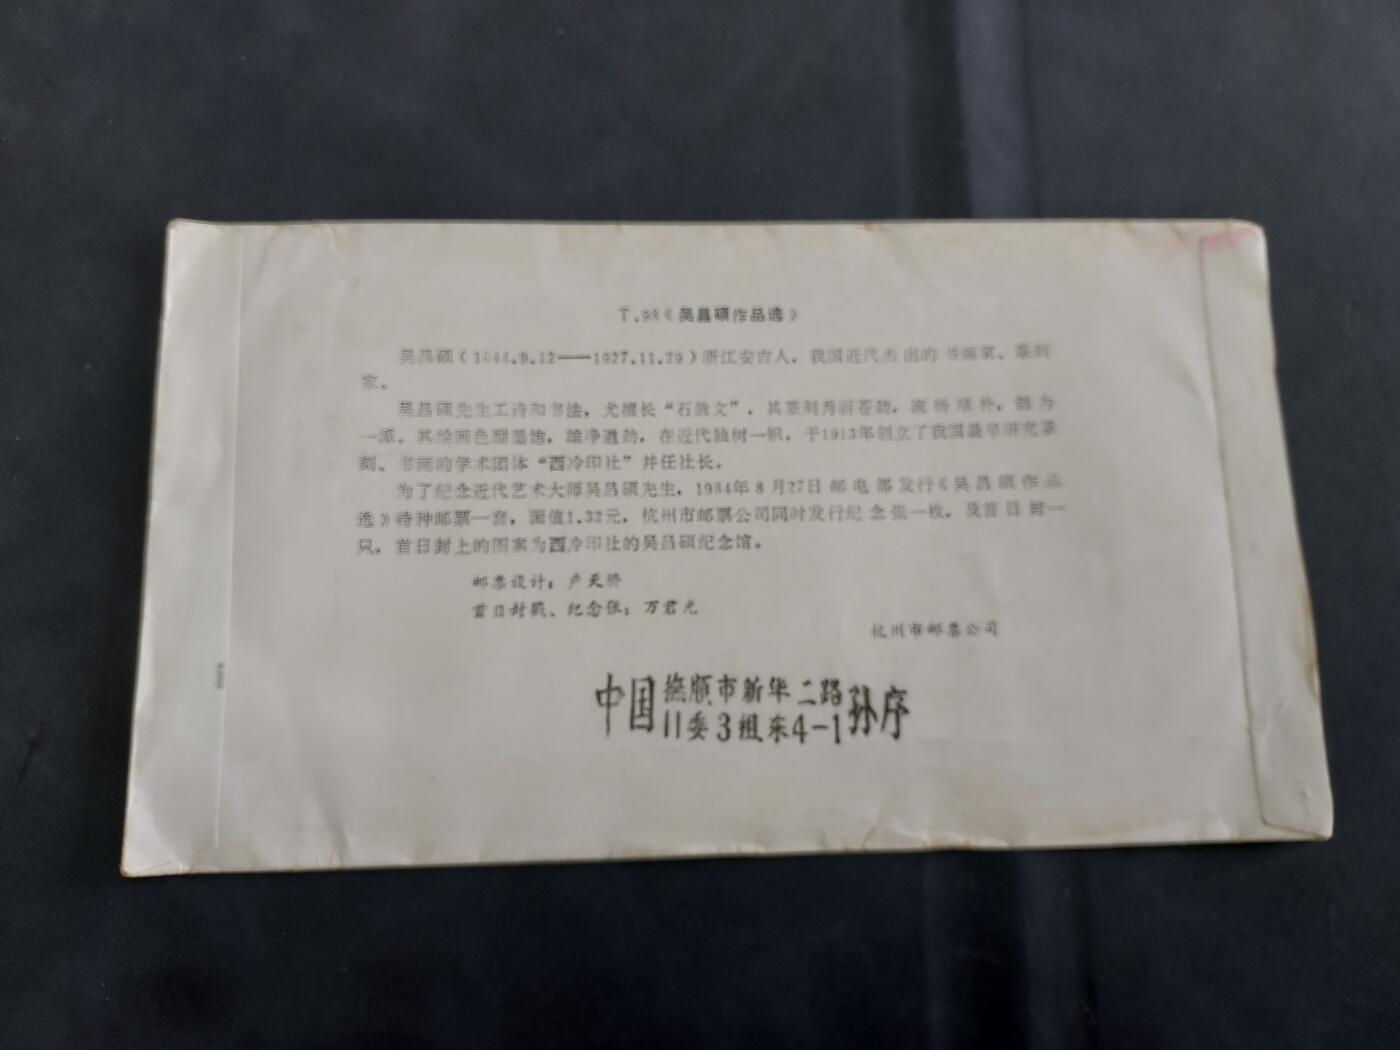 T.98《吴昌硕作品选》
吴昌硕(1844.9.12——1927.11.29)浙江安吉人,我国近代杰出的书画家、篆刻
家。
吴昌硕先生工诗和书法,尤擅长“石鼓文”,其篆刻秀丽苍劲,流畅厚朴,创为
一派。其绘画色酣墨饱,雄净遒劲,在近代独树一帜,于1913年创立了我国最早研究篆
刻、书画的学术团体“西冷印社”并任社长。
为了纪念近代艺术大师吴昌硕先生,1984年8月27日邮电部发行《吴昌硕作品
选》特种邮票一套,面值1.32元,杭州市邮票公司同时发行纪念张一枚,及首日封一
只,首日封上的图案为西冷印社的吴昌硕纪念馆。
邮票设计:卢天骄
首日封戳、纪念张:万君光
杭州市邮票公司
中国 抚顺市新华二路 孙序
11委3组东4-1